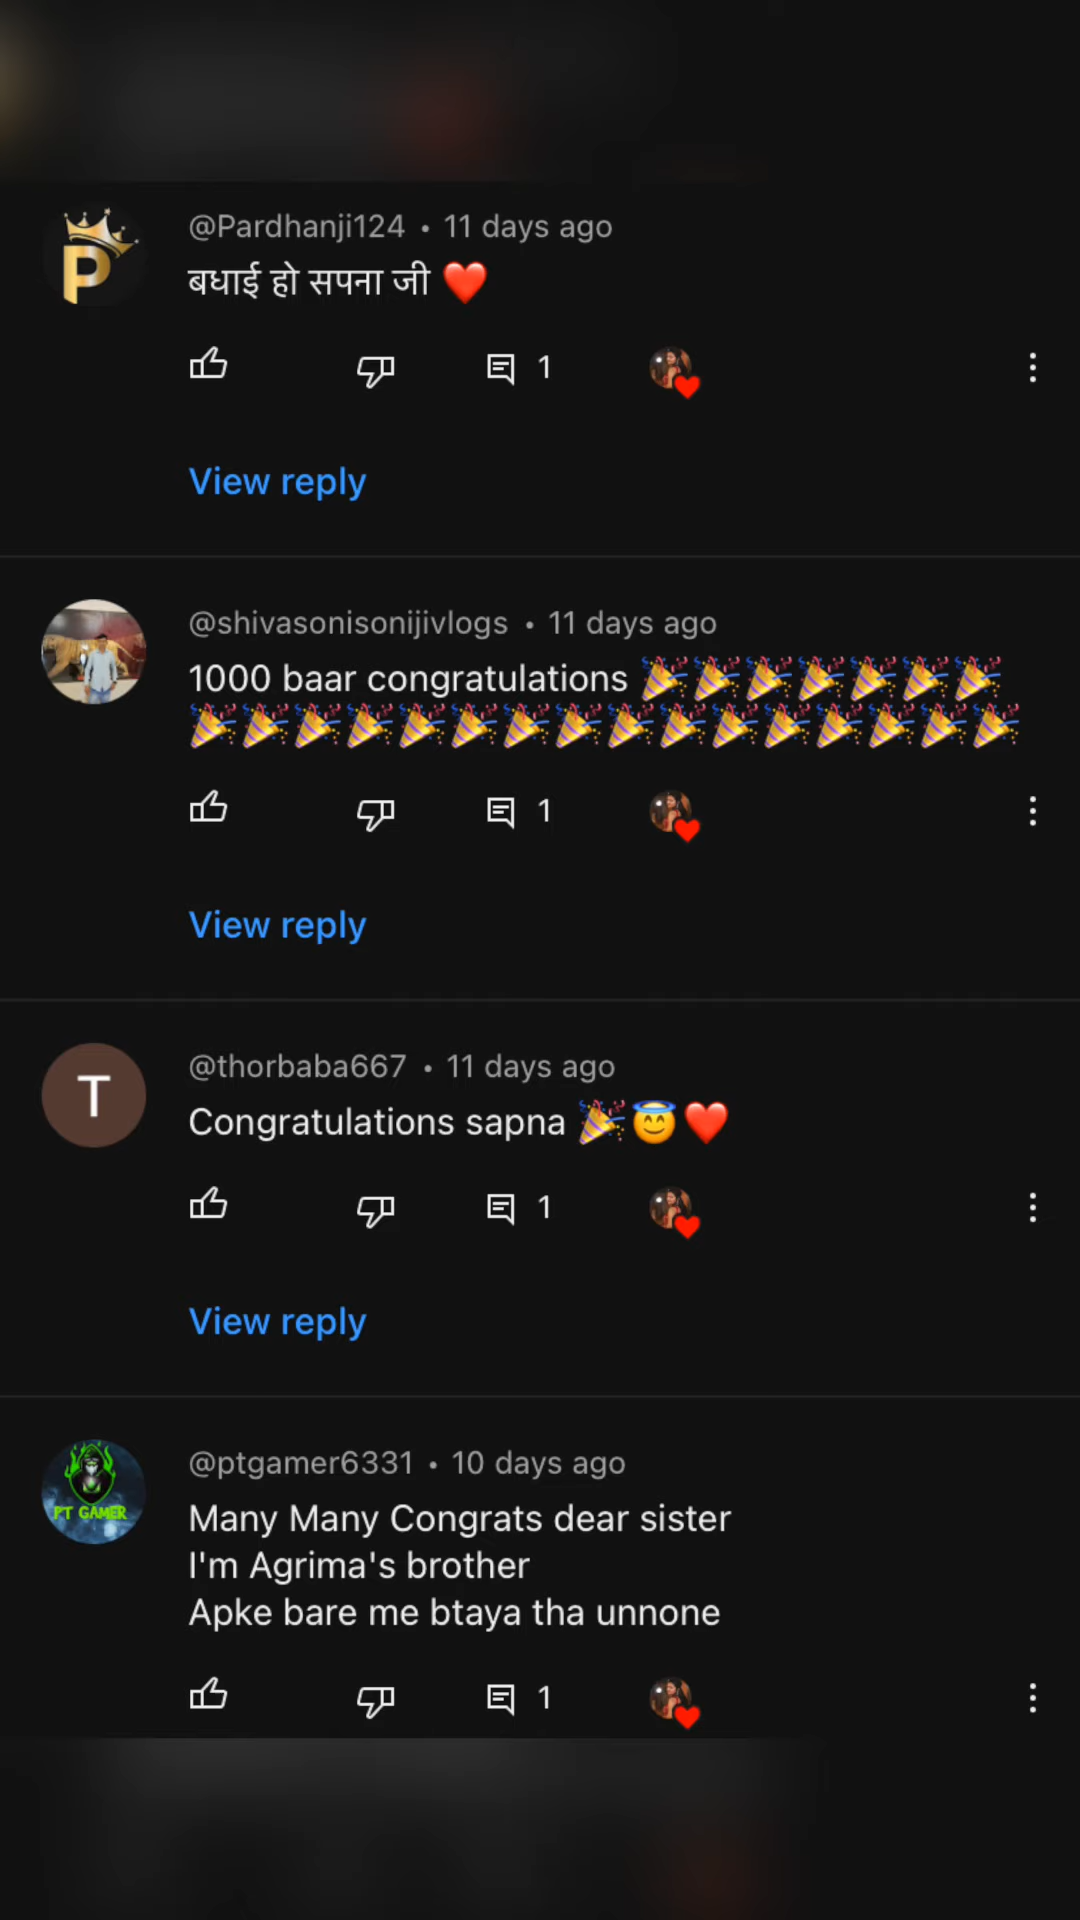 P
@Pardhanji124 • 11 days ago
बधाई हो सपना जी ❤️
1
View reply
@shivasonisonijivlogs • 11 days ago
1000 baar congratulations 🎉🎉🎉🎉🎉🎉🎉
🎉🎉🎉🎉🎉🎉🎉🎉🎉🎉🎉🎉🎉🎉🎉🎉
1
View reply
T
@thorbaba667 • 11 days ago
Congratulations sapna 🎉😇❤️
1
View reply
PT GAMER
@ptgamer6331 • 10 days ago
Many Many Congrats dear sister
I'm Agrima's brother
Apke bare me btaya tha unnone
1